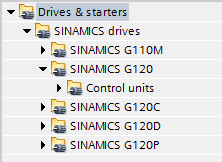 Drives & starters
SINAMICS drives
SINAMICS G110M
SINAMICS G120
Control units
SINAMICS G120C
SINAMICS G120D
SINAMICS G120P